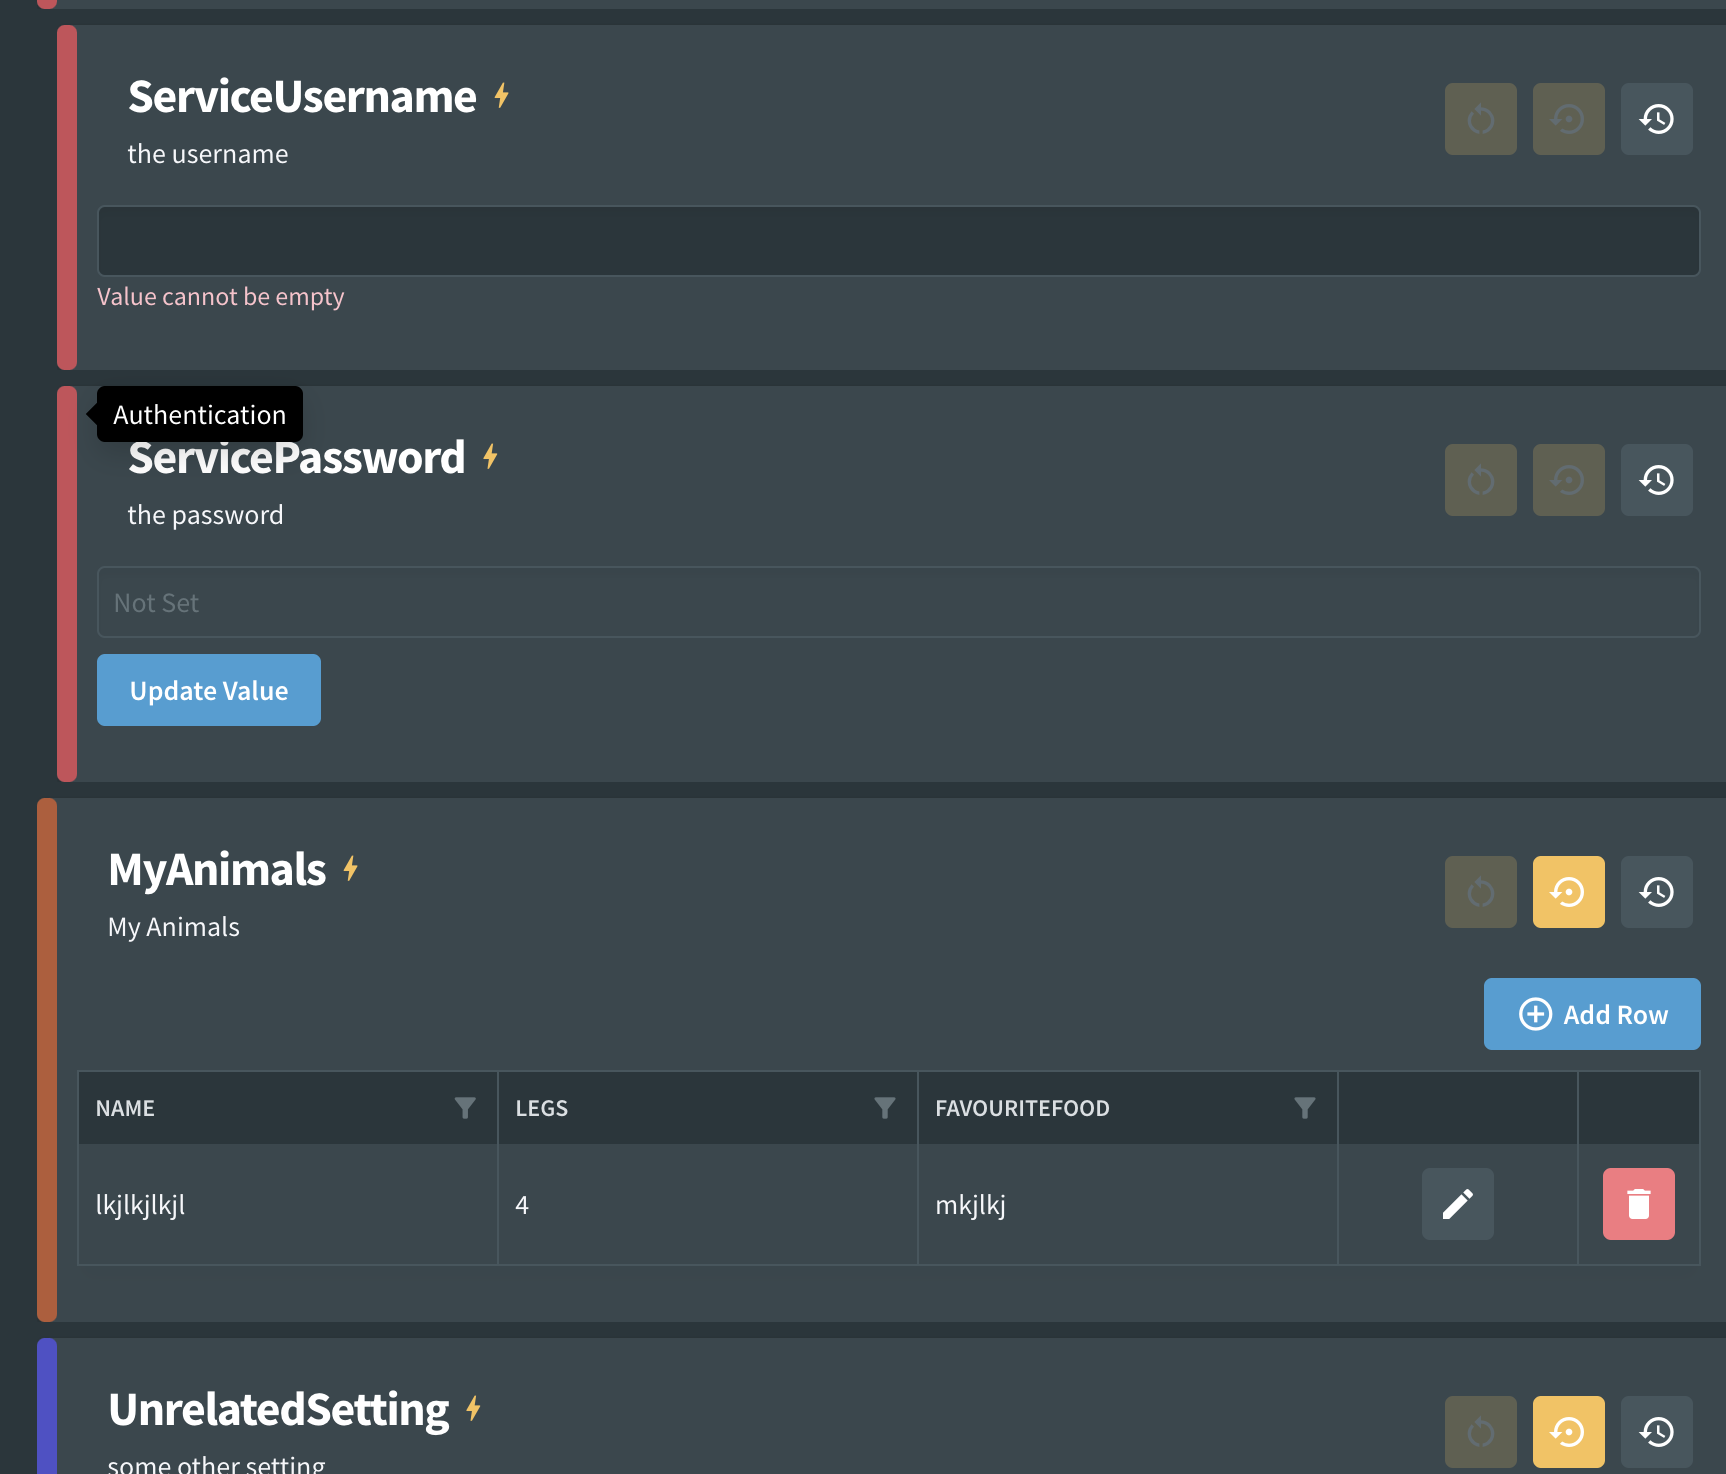 ServiceUsername
the username
Value cannot be empty
Authentication
ServicePassword
the password
Not Set
Update Value
MyAnimals
My Animals
Add Row
NAME LEGS FAVOURITEFOOD
lkjlkjlkjl 4 mkjlkj
UnrelatedSetting
some other setting